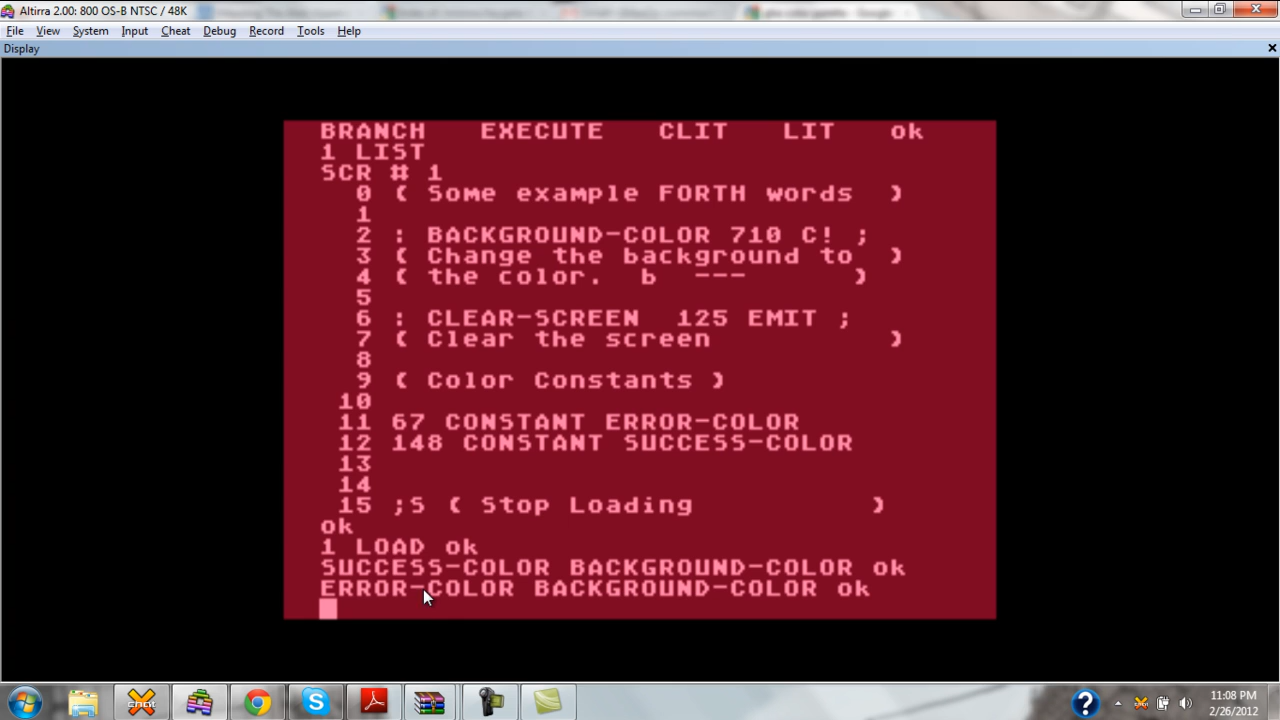 Altirra 2.00: 800 OS-B NTSC / 48K
File View System Input Cheat Debug Record Tools Help
Display
BRANCH EXECUTE CLIT LIT ok
1 LIST
SCR # 1
0 ( Some example FORTH words )
1
2 : BACKGROUND-COLOR 710 C! ;
3 ( Change the background to )
4 ( the color. b --- )
5
6 : CLEAR-SCREEN 125 EMIT ;
7 ( Clear the screen )
8
9 ( Color Constants )
10
11 67 CONSTANT ERROR-COLOR
12 148 CONSTANT SUCCESS-COLOR
13
14
15 ;S ( Stop Loading )
ok
1 LOAD ok
SUCCESS-COLOR BACKGROUND-COLOR ok
ERROR-COLOR BACKGROUND-COLOR ok
11:08 PM
2/26/2012